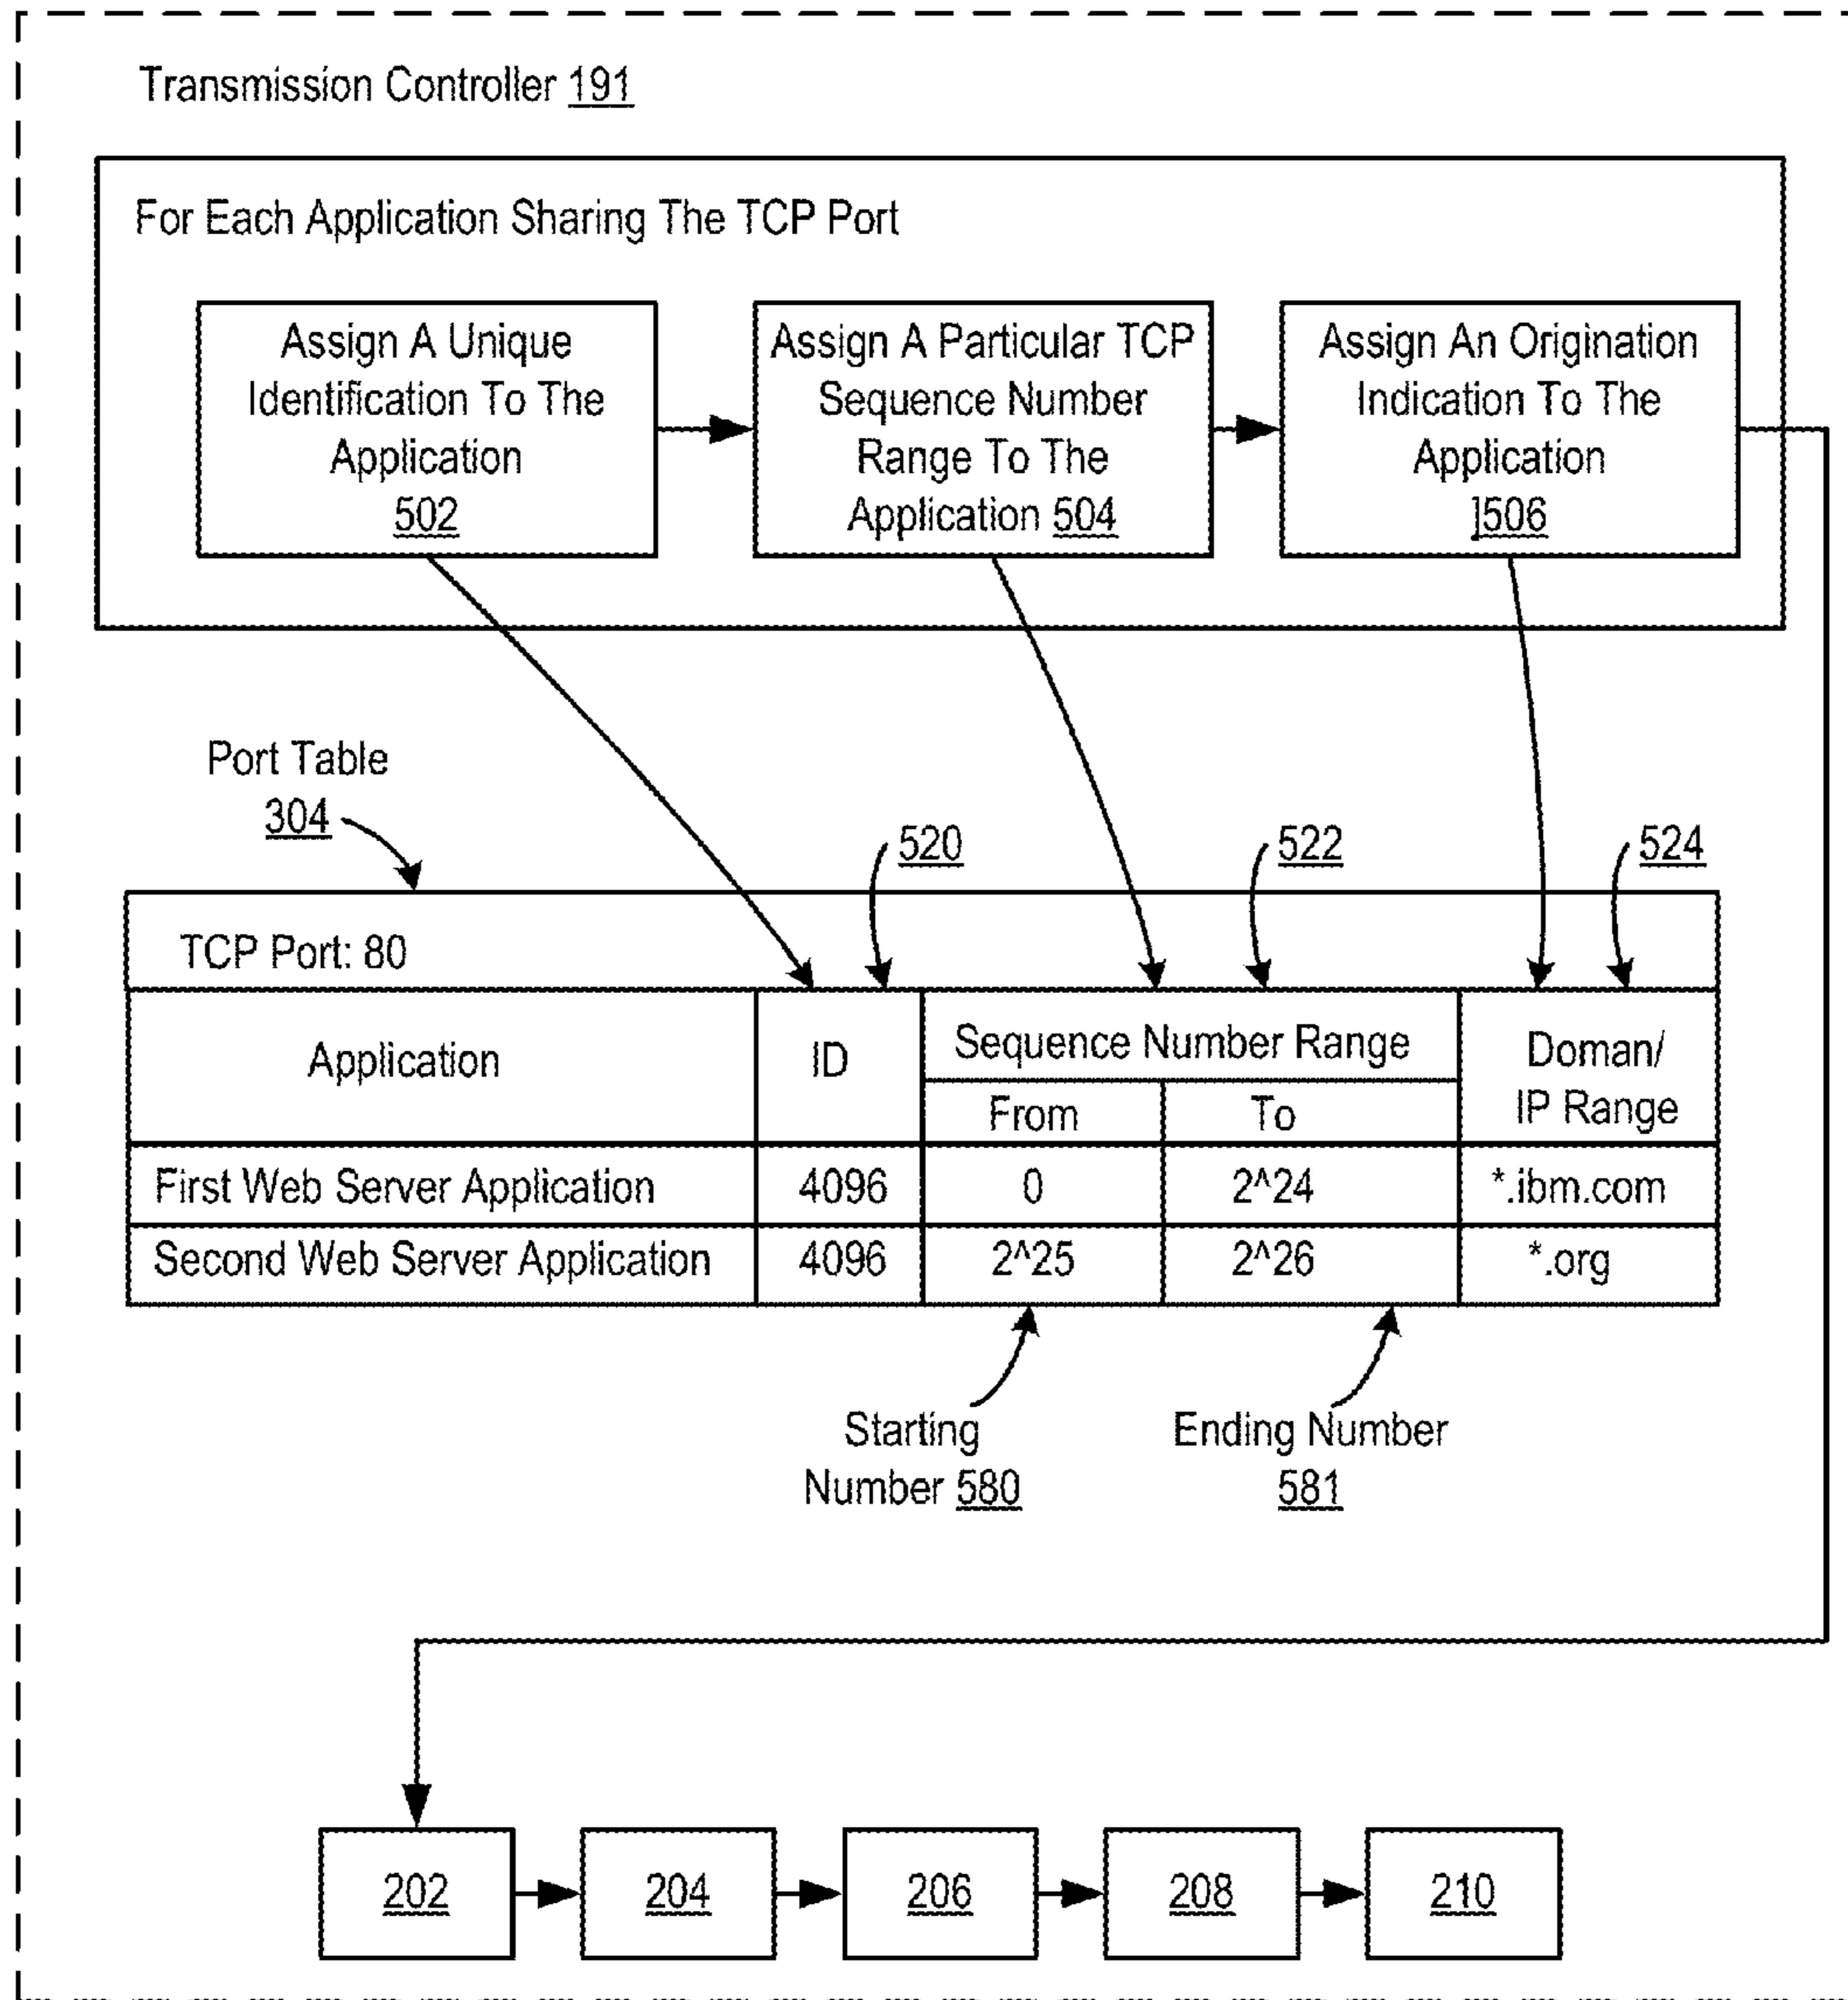 Transmission Controller 191
For Each Application Sharing The TCP Port
Assign A Unique
Identification To The
Application
502
Assign A Particular TCP
Sequence Number
Range To The
Application 504
Assign An Origination
Indication To The
Application
]506
Port Table
304
520
522
524
TCP Port: 80
Application
ID
Sequence Number Range
From
To
Doman/
IP Range
First Web Server Application
4096
0
2^24
*.ibm.com
Second Web Server Application
4096
2^25
2^26
*.org
Starting
Number 580
Ending Number
581
202
204
206
208
210